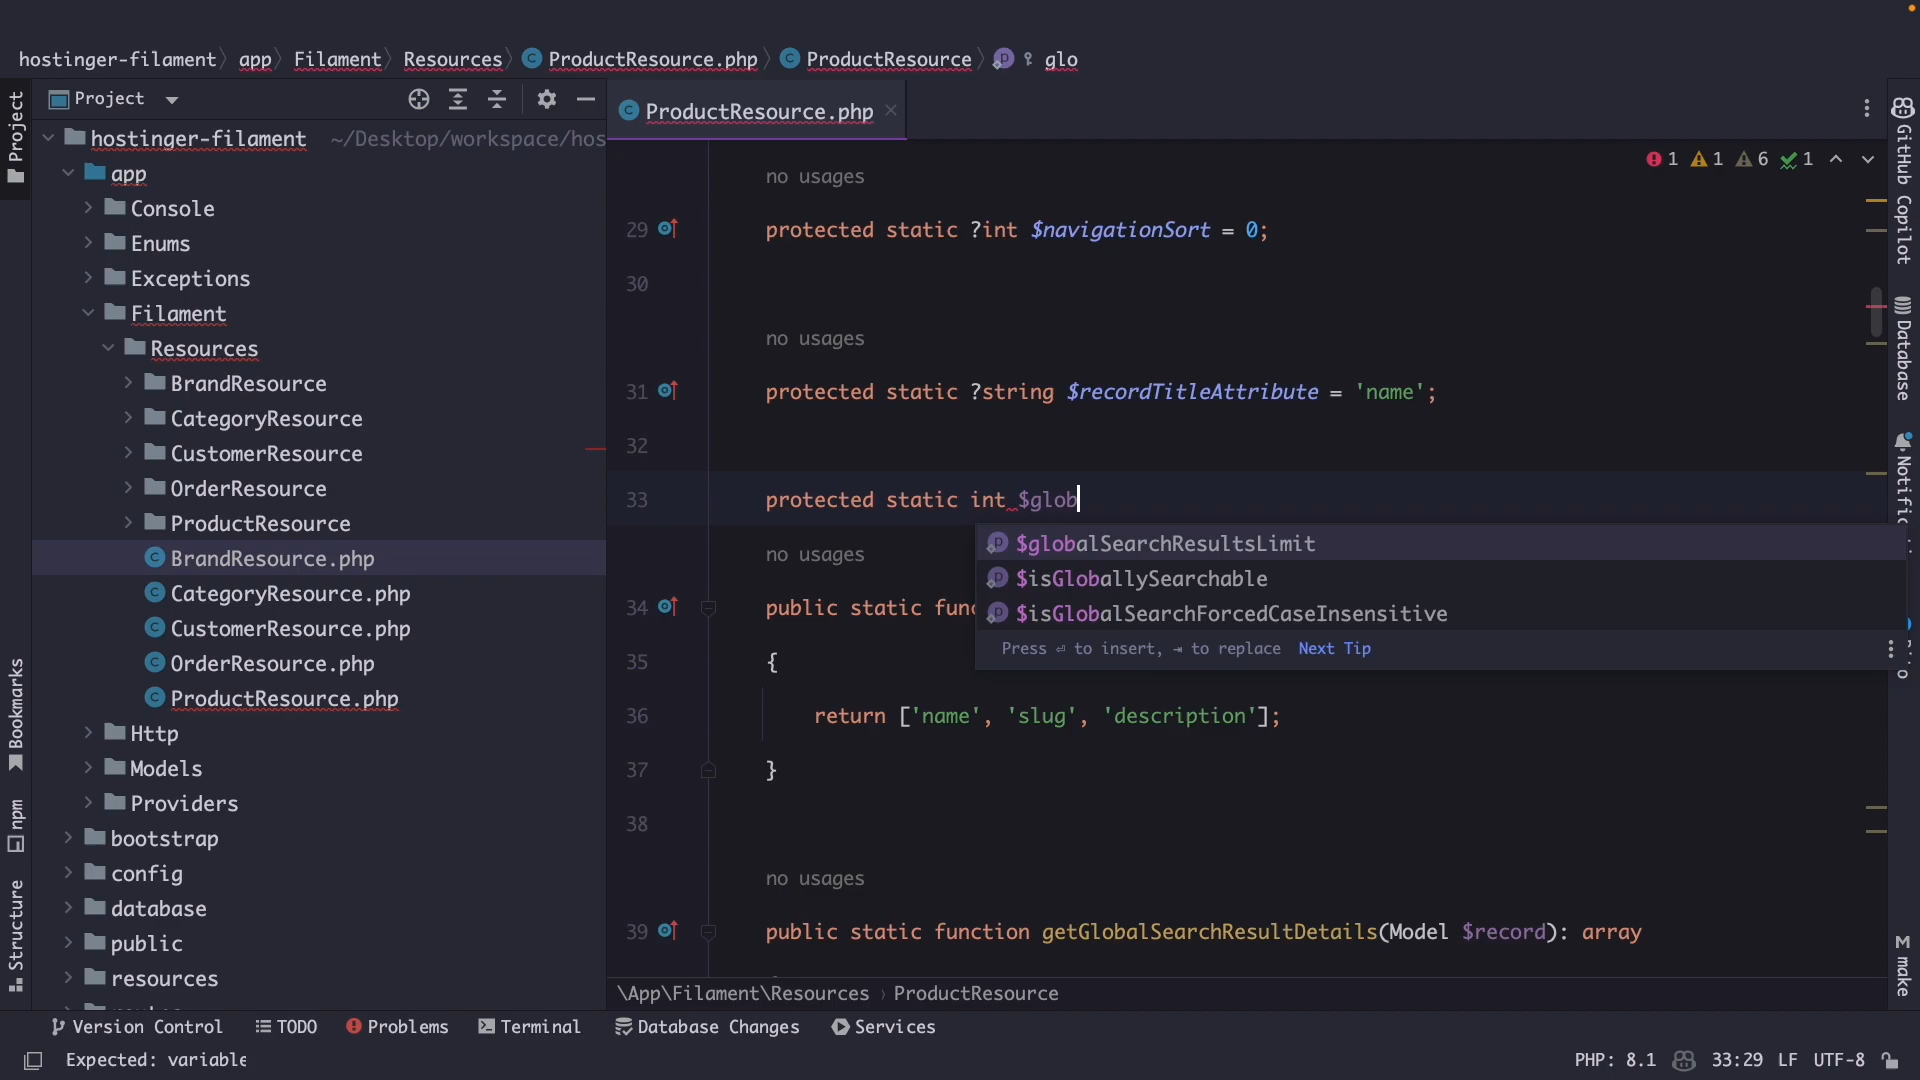 hostinger-filament app Filament Resources ProductResource.php ProductResource glo
Project
ProductResource.php
hostinger-filament ~/Desktop/workspace/hos
app
Console
Enums
Exceptions
Filament
Resources
BrandResource
CategoryResource
CustomerResource
OrderResource
ProductResource
BrandResource.php
CategoryResource.php
CustomerResource.php
OrderResource.php
ProductResource.php
Http
Models
Providers
bootstrap
config
database
public
resources
Project
Bookmarks
npm
Structure
1 1 6 1
no usages
29 protected static ?int $navigationSort = 0;
30
no usages
31 protected static ?string $recordTitleAttribute = 'name';
32
33 protected static int $glob
no usages
$globalSearchResultsLimit
$isGloballySearchable
$isGlobalSearchForcedCaseInsensitive
Press ⏎ to insert, ⇥ to replace Next Tip
34 public static func
35 {
36 return ['name', 'slug', 'description'];
37 }
38
no usages
39 public static function getGlobalSearchResultDetails(Model $record): array
\App\Filament\Resources › ProductResource
GitHub Copilot
Database
Notific
make
Version Control TODO Problems Terminal Database Changes Services
Expected: variable
PHP: 8.1 33:29 LF UTF-8